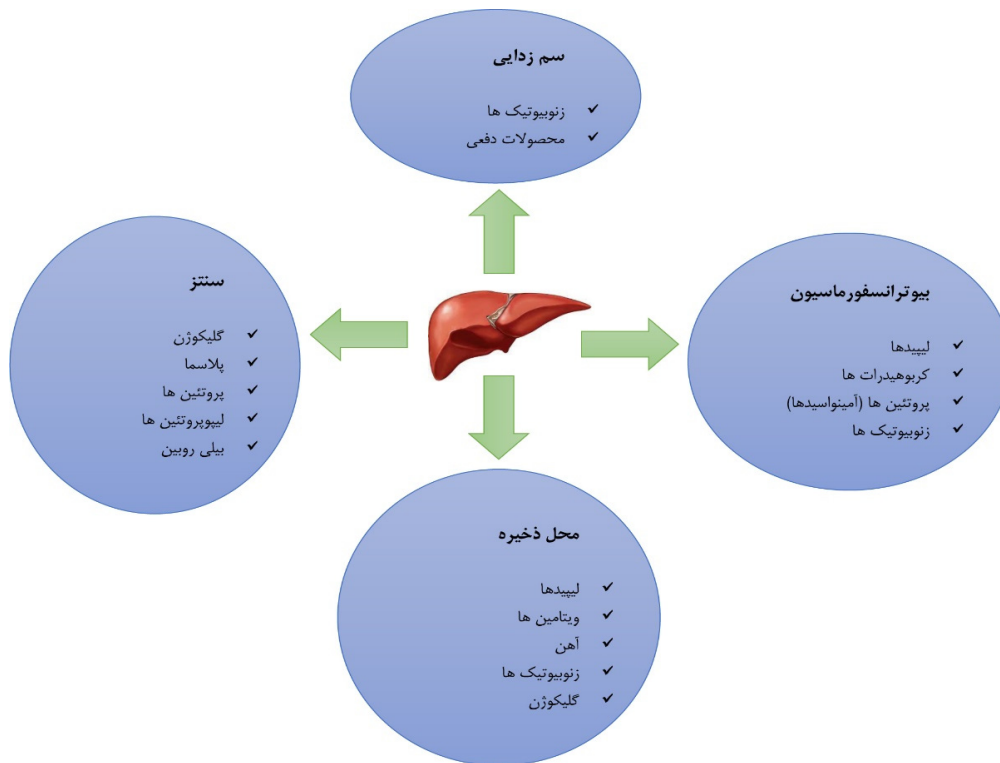 سم زدایی
✓ زنوبیوتیک ها
✓ محصولات دفعی
بیوترانسفورماسیون
✓ لیپیدها
✓ کربوهیدرات ها
✓ پروتئین ها (آمینواسیدها)
✓ زنوبیوتیک ها
سنتز
✓ گلیکوژن
✓ پلاسما
✓ پروتئین ها
✓ لیپوپروتئین ها
✓ بیلی روبین
محل ذخیره
✓ لیپیدها
✓ ویتامین ها
✓ آهن
✓ زنوبیوتیک ها
✓ گلیکوژن